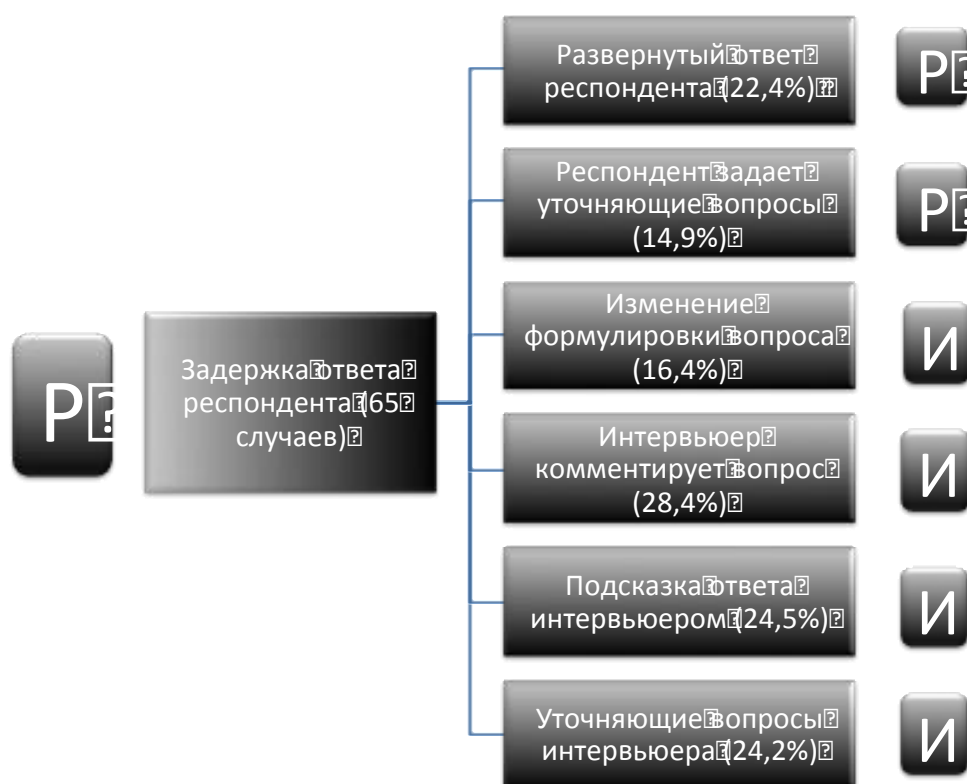 Развернутый ответ
респондента (22,4%)
Р
Респондент задает
уточняющие вопросы
(14,9%)
Р
Изменение
формулировки вопроса
(16,4%)
И
Р
Задержка ответа
респондента (65
случаев)
Интервьюер
комментирует вопрос
(28,4%)
И
Подсказка ответа
интервьюером (24,5%)
И
Уточняющие вопросы
интервьюера (24,2%)
И